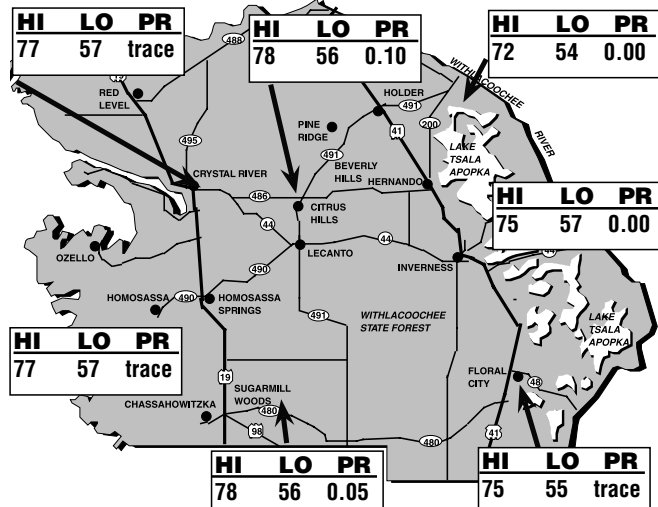 HI LO PR
77 57 trace
HI LO PR
78 56 0.10
HI LO PR
72 54 0.00
488
19
RED
LEVEL
WITHLACOOCHEE
RIVER
HOLDER
491
PINE
RIDGE
41
200
495
491
BEVERLY
HILLS
LAKE
TSALA
APOPKA
CRYSTAL RIVER
HERNANDO
486
CITRUS
HILLS
HI LO PR
75 57 0.00
44
44
44
OZELLO
LECANTO
INVERNESS
490
HOMOSASSA
490
HOMOSASSA
SPRINGS
491
WITHLACOOCHEE
STATE FOREST
LAKE
TSALA
APOPKA
HI LO PR
77 57 trace
19
SUGARMILL
WOODS
FLORAL
CITY
48
CHASSAHOWITZKA
480
98
480
41
HI LO PR
78 56 0.05
HI LO PR
75 55 trace